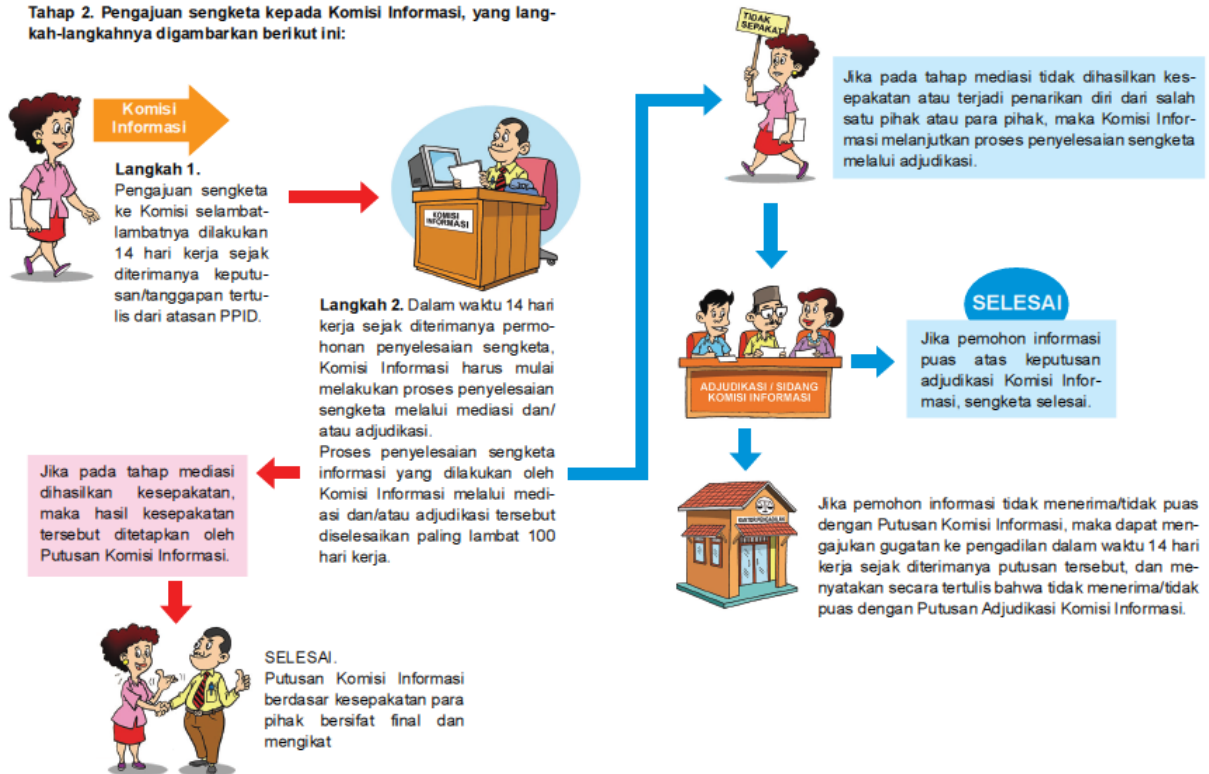 Tahap 2. Pengajuan sengketa kepada Komisi Informasi, yang lang-
kah-langkahnya digambarkan berikut ini:
Komisi
Informasi
Langkah 1.
Pengajuan sengketa
ke Komisi selambat-
lambatnya dilakukan
14 hari kerja sejak
diterimanya keputu-
san/tanggapan tertu-
lis dari atasan PPID.
KOMISI
INFORMASI
Langkah 2. Dalam waktu 14 hari
kerja sejak diterimanya permo-
honan penyelesaian sengketa,
Komisi Informasi harus mulai
melakukan proses penyelesaian
sengketa melalui mediasi dan/
atau adjudikasi.
Proses penyelesaian sengketa
informasi yang dilakukan oleh
Komisi Informasi melalui medi-
asi dan/atau adjudikasi tersebut
diselesaikan paling lambat 100
hari kerja.
Jika pada tahap mediasi
dihasilkan kesepakatan,
maka hasil kesepakatan
tersebut ditetapkan oleh
Putusan Komisi Informasi.
SELESAI.
Putusan Komisi Informasi
berdasar kesepakatan para
pihak bersifat final dan
mengikat
TIDAK
SEPAKAT
Jika pada tahap mediasi tidak dihasilkan kes-
epakatan atau terjadi penarikan diri dari salah
satu pihak atau para pihak, maka Komisi Infor-
masi melanjutkan proses penyelesaian sengketa
melalui adjudikasi.
ADJUDIKASI / SIDANG
KOMISI INFORMASI
SELESAI
Jika pemohon informasi
puas atas keputusan
adjudikasi Komisi Infor-
masi, sengketa selesai.
Jika pemohon informasi tidak menerima/tidak puas
dengan Putusan Komisi Informasi, maka dapat men-
gajukan gugatan ke pengadilan dalam waktu 14 hari
kerja sejak diterimanya putusan tersebut, dan me-
nyatakan secara tertulis bahwa tidak menerima/tidak
puas dengan Putusan Adjudikasi Komisi Informasi.